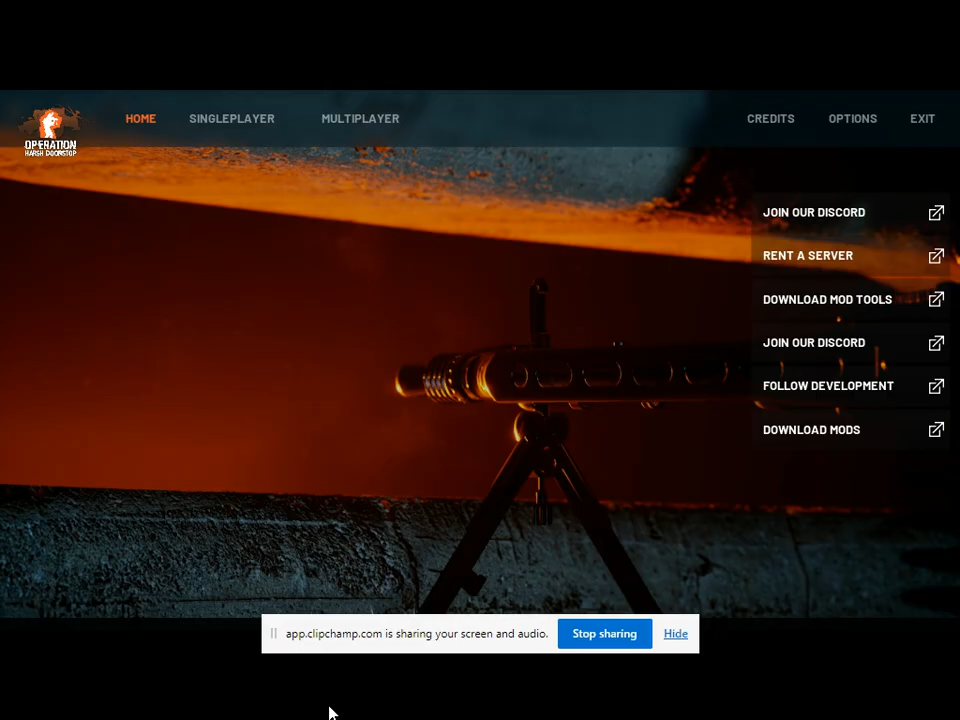 HOME SINGLEPLAYER MULTIPLAYER CREDITS OPTIONS EXIT
OPERATION
HARSH DOORSTOP
JOIN OUR DISCORD
RENT A SERVER
DOWNLOAD MOD TOOLS
JOIN OUR DISCORD
FOLLOW DEVELOPMENT
DOWNLOAD MODS
app.clipchamp.com is sharing your screen and audio. Stop sharing Hide